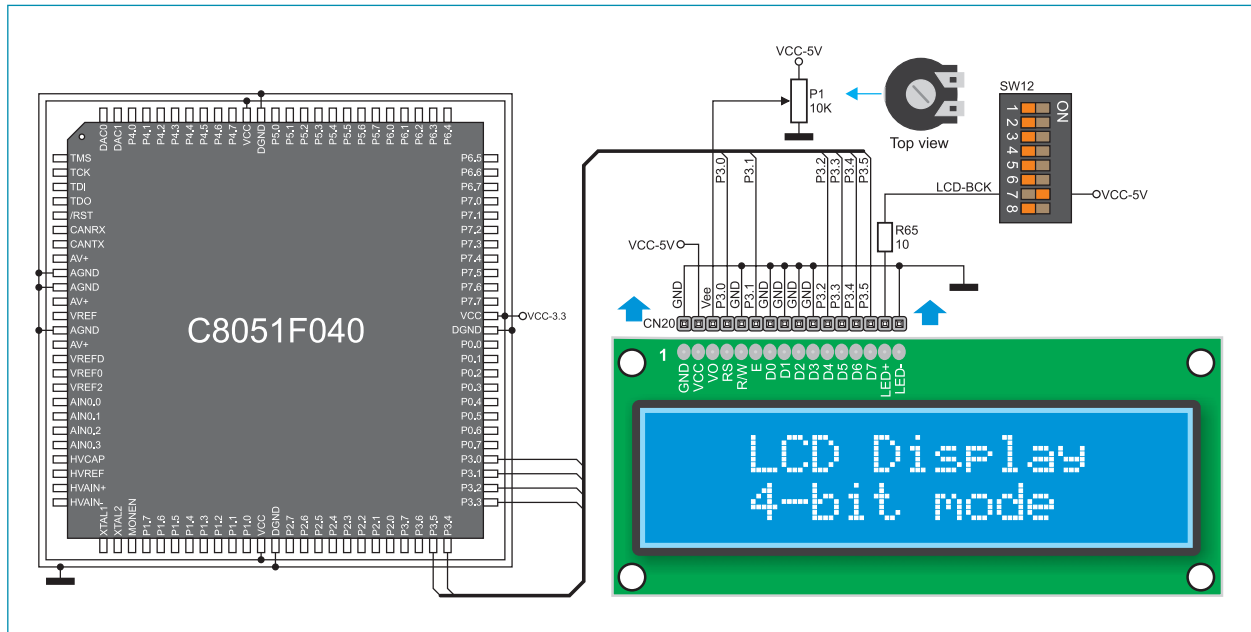 DAC0
DAC1
P4.0
P4.1
P4.2
P4.3
P4.4
P4.5
P4.6
P4.7
VCC
DGND
P5.0
P5.1
P5.2
P5.3
P5.4
P5.5
P5.6
P5.7
P6.0
P6.1
P6.2
P6.3
P6.4
TMS
TCK
TDI
TDO
/RST
CANRX
CANTX
AV+
AGND
AGND
AV+
VREF
AGND
AV+
VREFD
VREF0
VREF2
AIN0.0
AIN0.1
AIN0.2
AIN0.3
HVCAP
HVREF
HVAIN+
HVAIN-
C8051F040
P6.5
P6.6
P6.7
P7.0
P7.1
P7.2
P7.3
P7.4
P7.5
P7.6
P7.7
VCC
DGND
P0.0
P0.1
P0.2
P0.3
P0.4
P0.5
P0.6
P0.7
P3.0
P3.1
P3.2
P3.3
VCC-3.3
XTAL1
XTAL2
MONEN
P1.7
P1.6
P1.5
P1.4
P1.3
P1.2
P1.1
P1.0
VCC
DGND
P2.7
P2.6
P2.5
P2.4
P2.3
P2.2
P2.1
P2.0
P3.7
P3.6
P3.5
P3.4
VCC-5V
P1
10K
Top view
SW12
ON
1
2
3
4
5
6
7
8
LCD-BCK
VCC-5V
R65
10
P3.0
P3.1
P3.2
P3.3
P3.4
P3.5
VCC-5V
GND
Vee
P3.0
GND
P3.1
GND
GND
GND
GND
P3.2
P3.3
P3.4
P3.5
CN20
1
GND
VCC
VO
RS
R/W
E
D0
D1
D2
D3
D4
D5
D6
D7
LED+
LED-
LCD Display
4-bit mode